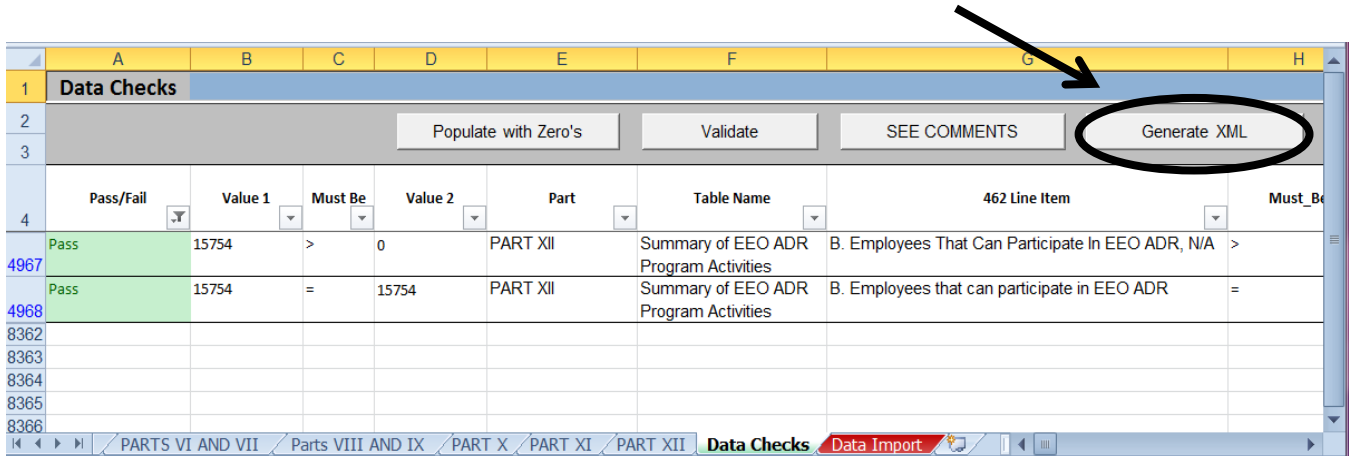 A B C D E F G H
1 Data Checks
2 Populate with Zero's Validate SEE COMMENTS Generate XML
3
4 Pass/Fail Value 1 Must Be Value 2 Part Table Name 462 Line Item Must_Be
4967 Pass 15754 > 0 PART XII Summary of EEO ADR B. Employees That Can Participate In EEO ADR, N/A >
Program Activities
4968 Pass 15754 = 15754 PART XII Summary of EEO ADR B. Employees that can participate in EEO ADR =
Program Activities
8362
8363
8364
8365
8366
PARTS VI AND VII Parts VIII AND IX PART X PART XI PART XII Data Checks Data Import